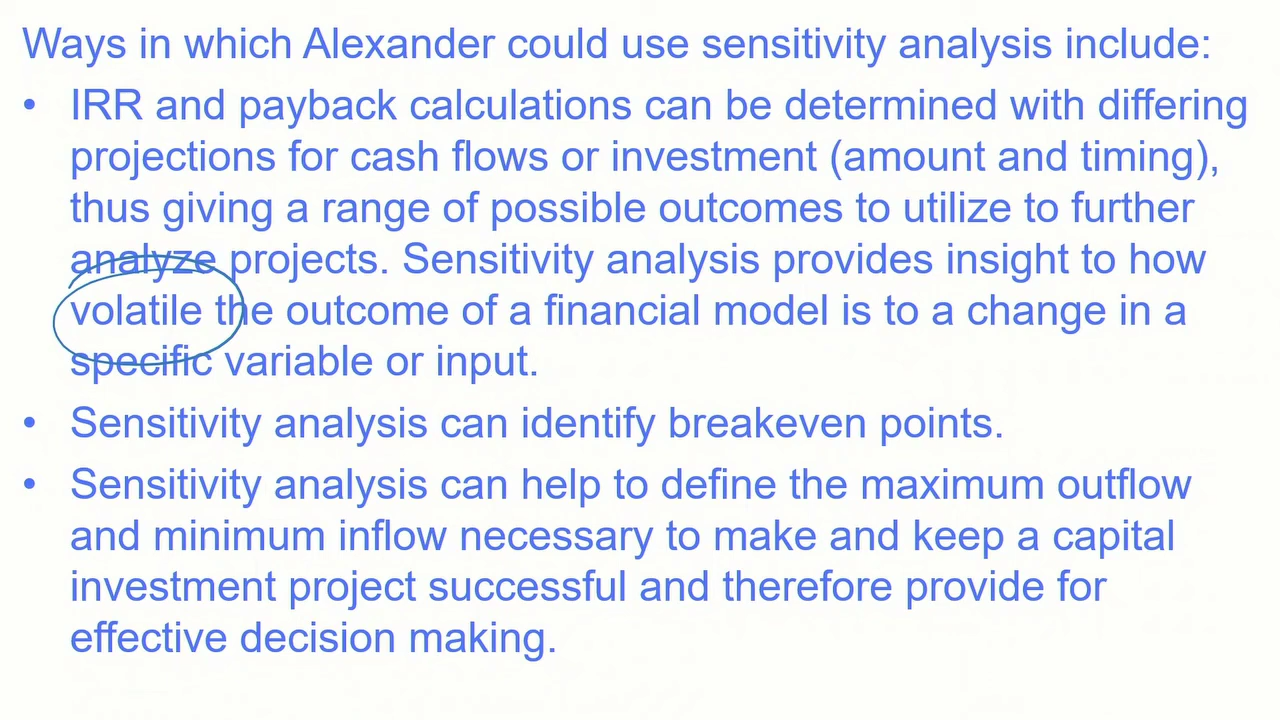 Ways in which Alexander could use sensitivity analysis include:
• IRR and payback calculations can be determined with differing
projections for cash flows or investment (amount and timing),
thus giving a range of possible outcomes to utilize to further
analyze projects. Sensitivity analysis provides insight to how
volatile the outcome of a financial model is to a change in a
specific variable or input.
• Sensitivity analysis can identify breakeven points.
• Sensitivity analysis can help to define the maximum outflow
and minimum inflow necessary to make and keep a capital
investment project successful and therefore provide for
effective decision making.